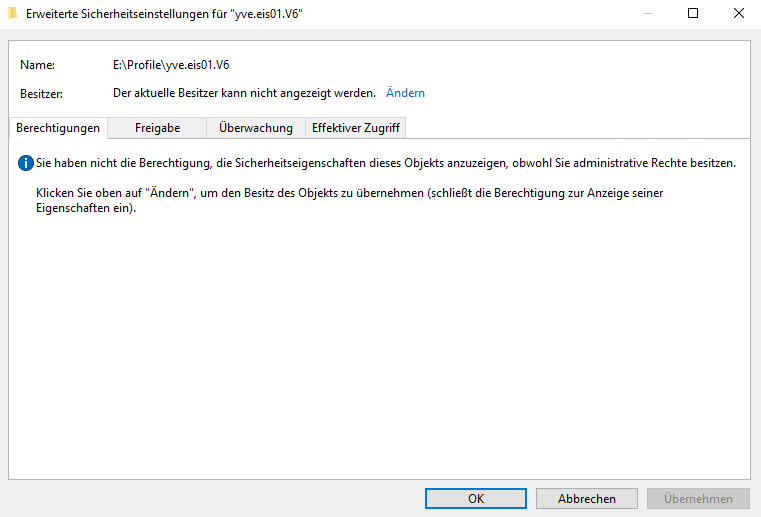 Erweiterte Sicherheitseinstellungen für "yve.eis01.V6"
Name: E:\Profile\yve.eis01.V6
Besitzer: Der aktuelle Besitzer kann nicht angezeigt werden. Ändern
Berechtigungen Freigabe Überwachung Effektiver Zugriff
Sie haben nicht die Berechtigung, die Sicherheitseigenschaften dieses Objekts anzuzeigen, obwohl Sie administrative Rechte besitzen.
Klicken Sie oben auf "Ändern", um den Besitz des Objekts zu übernehmen (schließt die Berechtigung zur Anzeige seiner
Eigenschaften ein).
OK Abbrechen Übernehmen